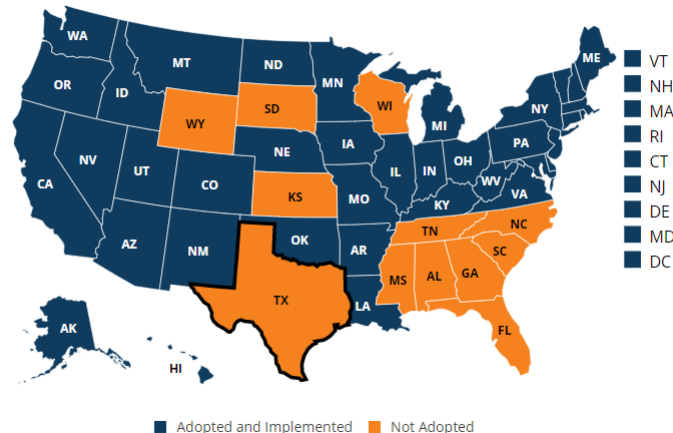 WA
MT
ND
MN
ME
VT
OR
ID
SD
WI
NH
WY
MI
NY
MA
NV
UT
NE
IA
PA
RI
CA
CO
IL
IN
OH
WV
VA
CT
KS
MO
KY
NJ
AZ
NM
OK
AR
TN
NC
DE
TX
LA
MS
AL
GA
SC
MD
AK
HI
FL
DC
Adopted and Implemented
Not Adopted